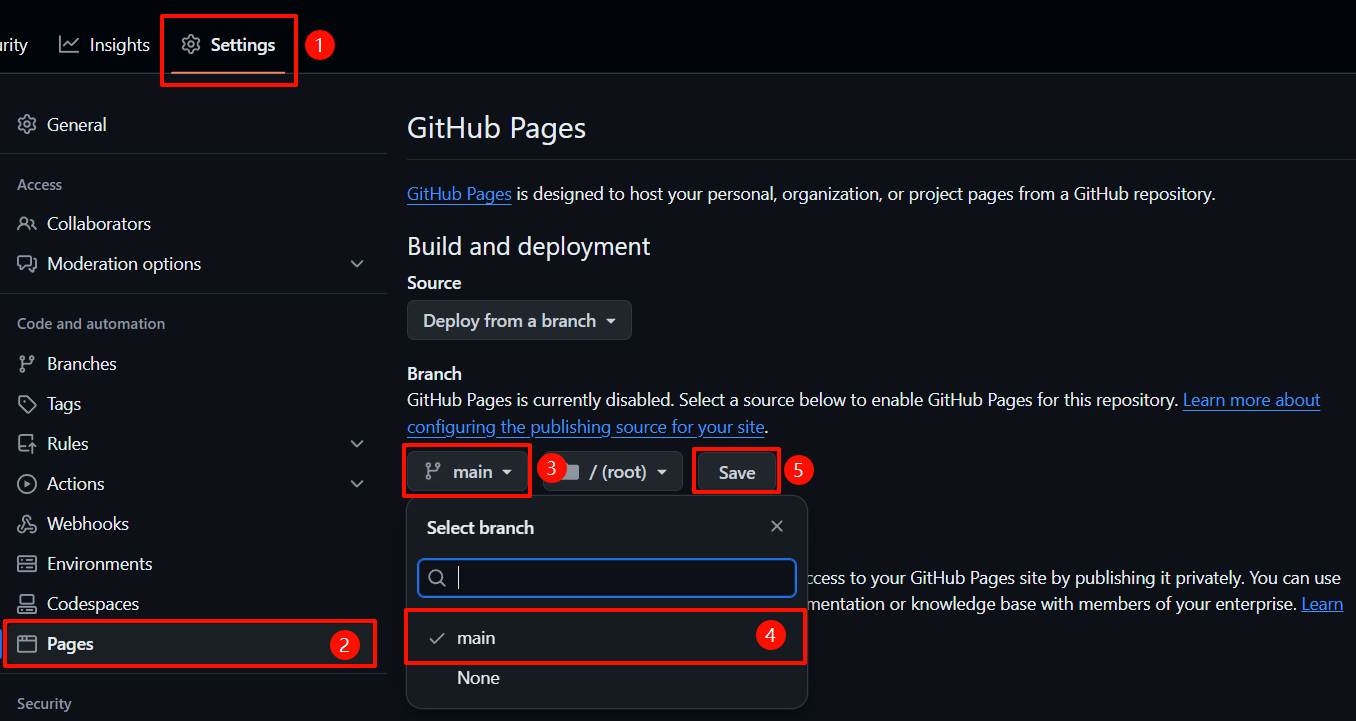 Insights
Settings
1
General
Access
Collaborators
Moderation options
Code and automation
Branches
Tags
Rules
Actions
Webhooks
Environments
Codespaces
Pages
2
Security
GitHub Pages
GitHub Pages is designed to host your personal, organization, or project pages from a GitHub repository.
Build and deployment
Source
Deploy from a branch
Branch
GitHub Pages is currently disabled. Select a source below to enable GitHub Pages for this repository. Learn more about
configuring the publishing source for your site.
main
3
/ (root)
Save
5
Select branch
main
4
None
to your GitHub Pages site by publishing it privately. You can use
or knowledge base with members of your enterprise. Learn